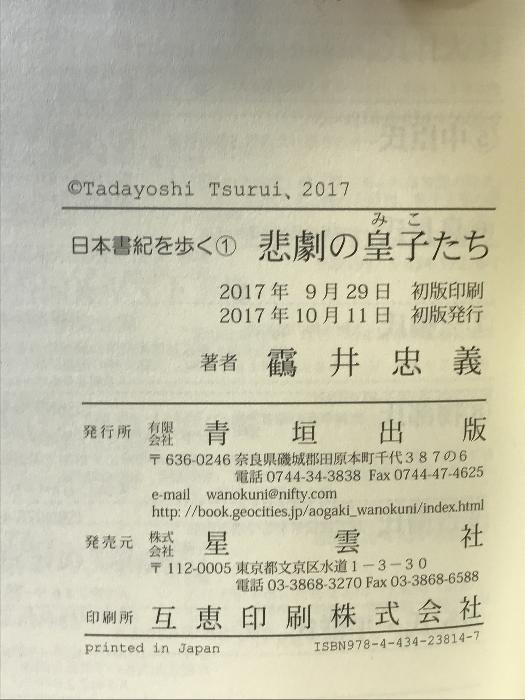 ©Tadayoshi Tsurui、2017
日本書紀を歩く① 悲劇の皇子たち
みこ
2017年 9月29日 初版印刷
2017年10月11日 初版発行
著者 靍井忠義
発行所 有限会社 青垣出版
〒636-0246 奈良県磯城郡田原本町千代387の6
電話 0744-34-3838 Fax 0744-47-4625
e-mail wanokuni@nifty.com
http://book.geocities.jp/aogaki_wanokuni/index.html
発売元 株式会社 星雲社
〒112-0005 東京都文京区水道1-3-30
電話 03-3868-3270 Fax 03-3868-6588
印刷所 互恵印刷株式会社
printed in Japan ISBN978-4-434-23814-7